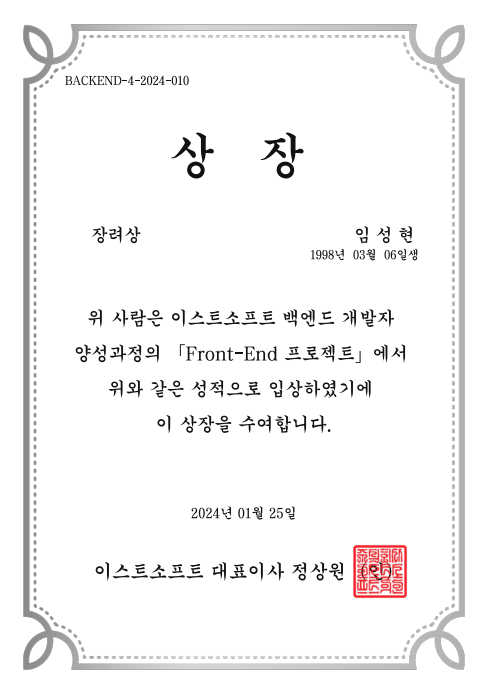 BACKEND-4-2024-010
상 장
장려상
임 성 현
1998년 03월 06일생
위 사람은 이스트소프트 백엔드 개발자
양성과정의 「Front-End 프로젝트」에서
위와 같은 성적으로 입상하였기에
이 상장을 수여합니다.
2024년 01월 25일
이스트소프트 대표이사 정상원 (인)